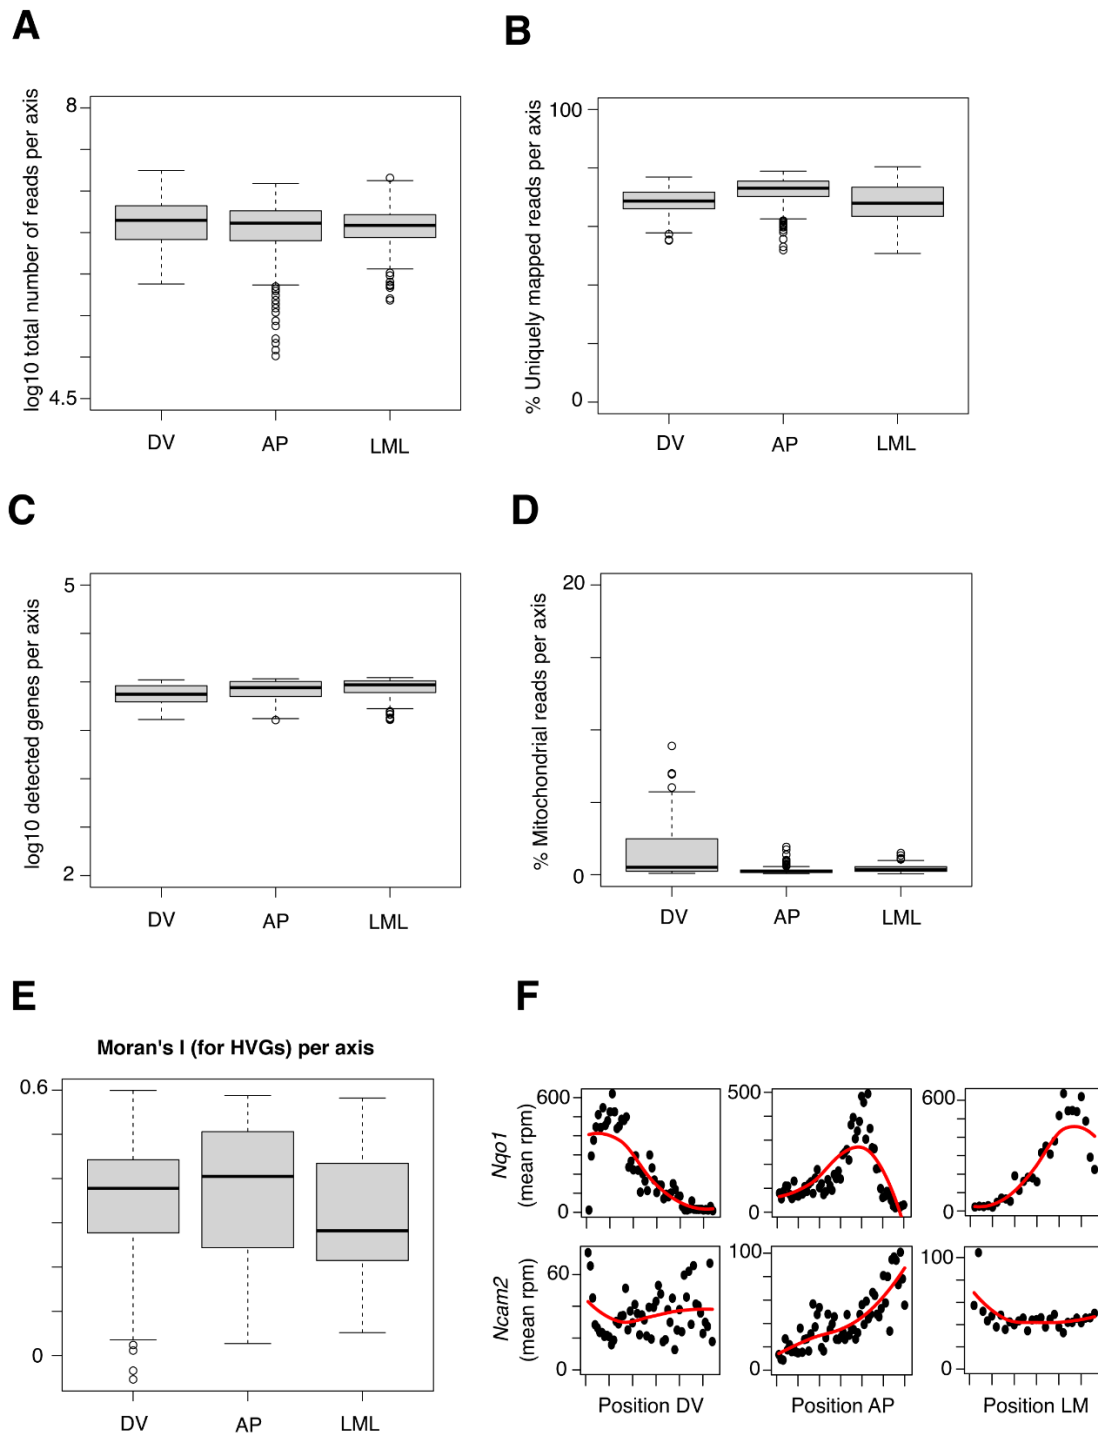 A
B
log10 total number of reads per axis
8
4.5
DV
AP
LML
% Uniquely mapped reads per axis
100
0
DV
AP
LML
C
D
log10 detected genes per axis
5
2
DV
AP
LML
% Mitochondrial reads per axis
20
0
DV
AP
LML
E
F
Moran's I (for HVGs) per axis
0.6
0
DV
AP
LML
Nqo1
(mean rpm)
600
0
500
0
600
0
Ncam2
(mean rpm)
60
0
100
0
100
0
Position DV
Position AP
Position LM